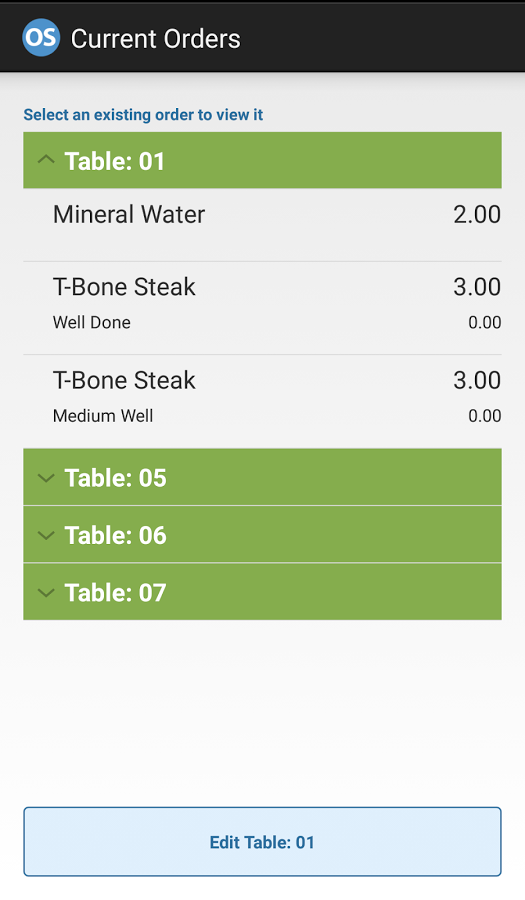 OS Current Orders
Select an existing order to view it
Table: 01
Mineral Water 2.00
T-Bone Steak 3.00
Well Done 0.00
T-Bone Steak 3.00
Medium Well 0.00
Table: 05
Table: 06
Table: 07
Edit Table: 01